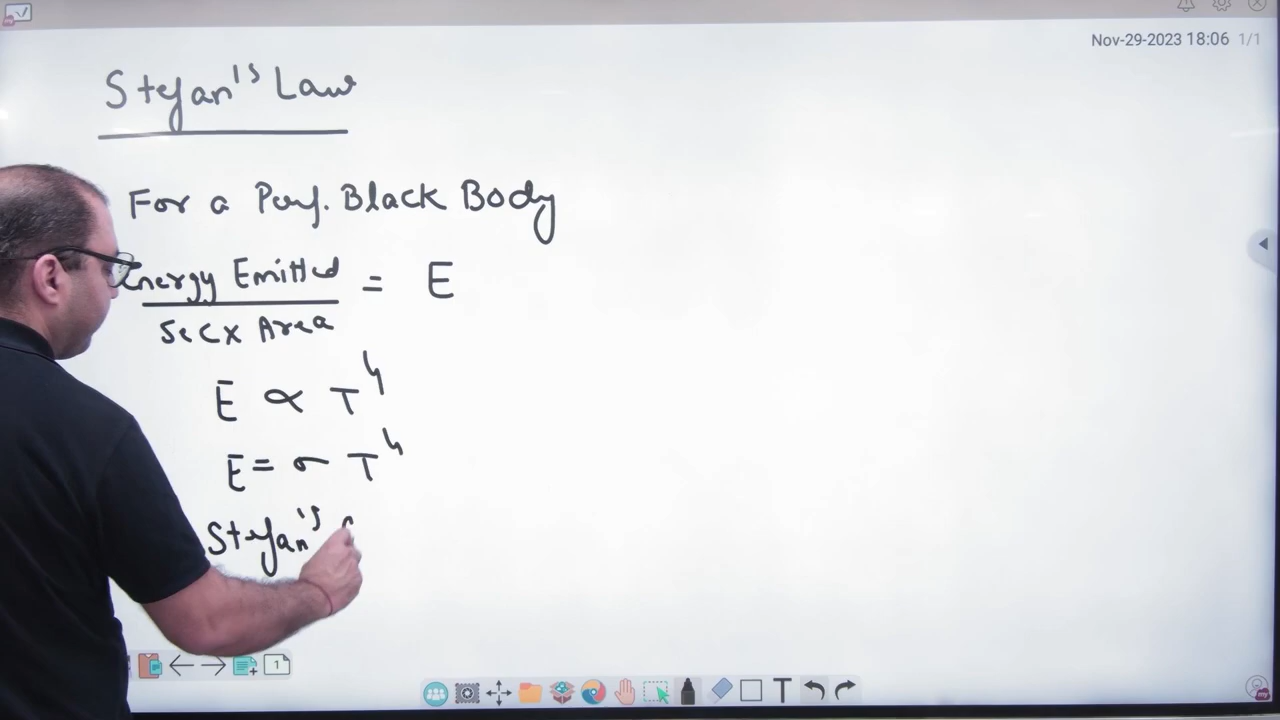 Nov-29-2023 18:06 1/1
Stefan's Law
For a Perf. Black Body
Energy Emitted = E
Sec x Area
E ∝ T⁴
E = σ T⁴
Stefan's
1
T